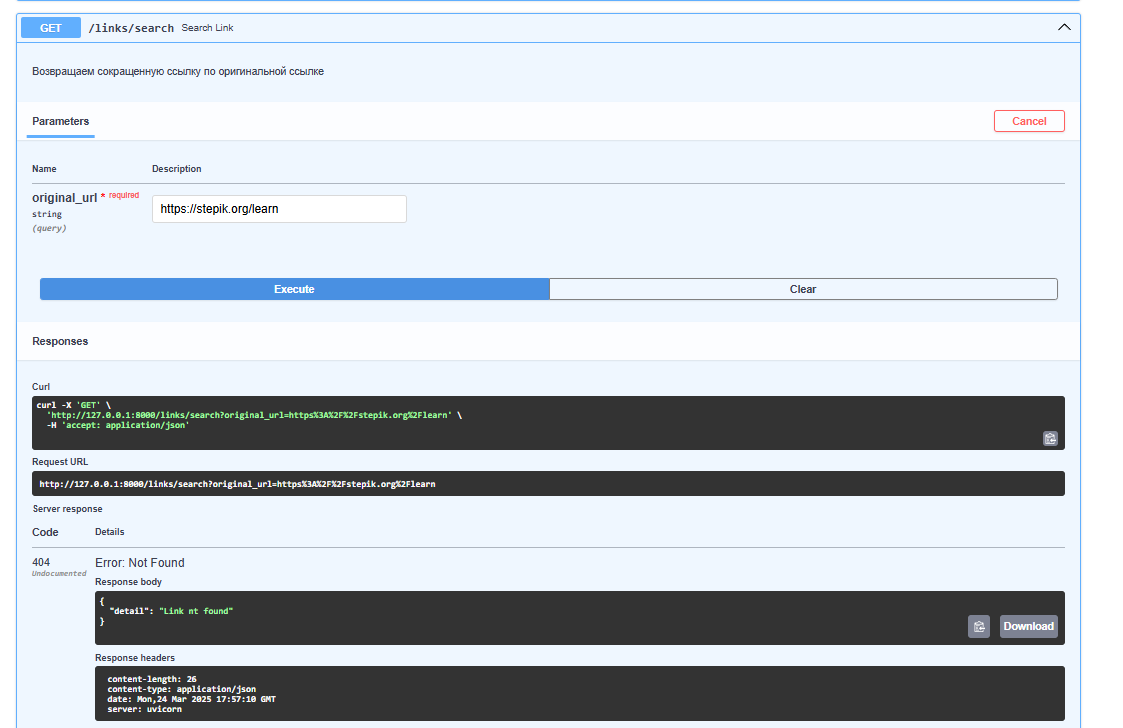 GET /links/search Search Link
Возвращаем сокращенную ссылку по оригинальной ссылке
Parameters
Cancel
Name Description
original_url * required
string
(query)
https://stepik.org/learn
Execute Clear
Responses
Curl
curl -X 'GET' \
'http://127.0.0.1:8000/links/search?original_url=https%3A%2F%2Fstepik.org%2Flearn' \
-H 'accept: application/json'
Request URL
http://127.0.0.1:8000/links/search?original_url=https%3A%2F%2Fstepik.org%2Flearn
Server response
Code Details
404
Undocumented
Error: Not Found
Response body
{
"detail": "Link nt found"
}
Download
Response headers
content-length: 26
content-type: application/json
date: Mon,24 Mar 2025 17:57:10 GMT
server: uvicorn